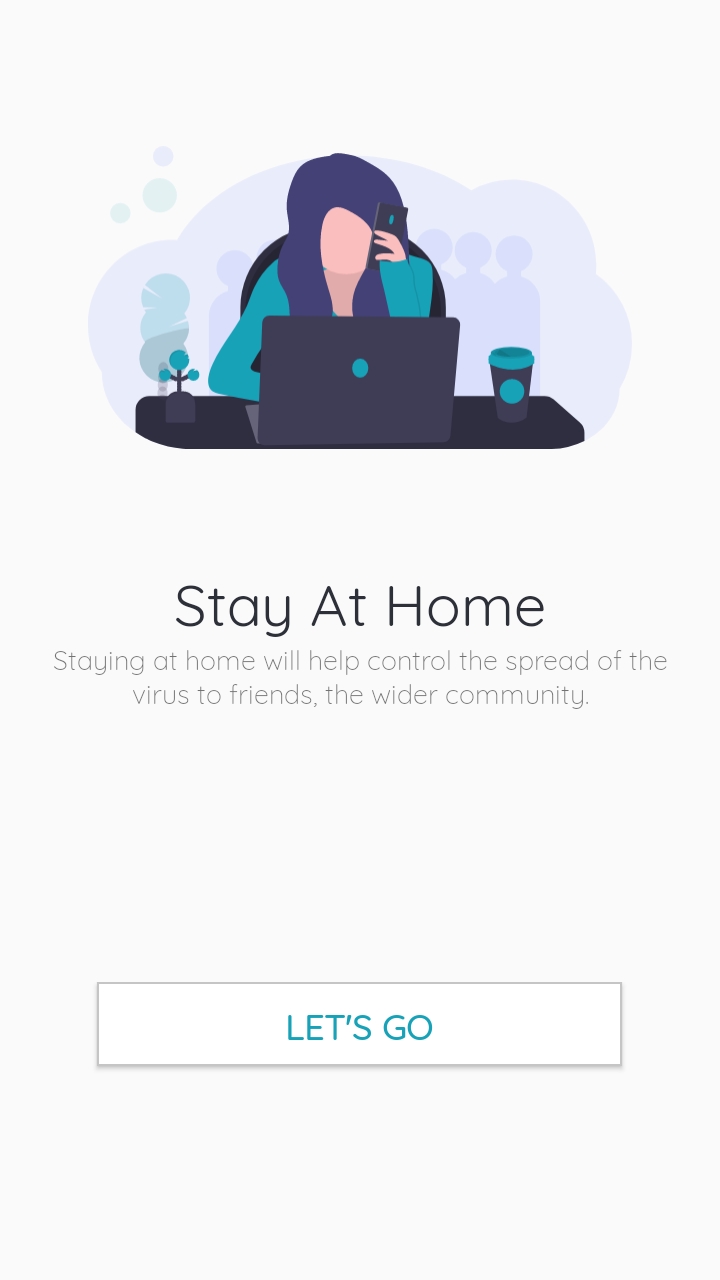 Stay At Home
Staying at home will help control the spread of the
virus to friends, the wider community.
LET'S GO